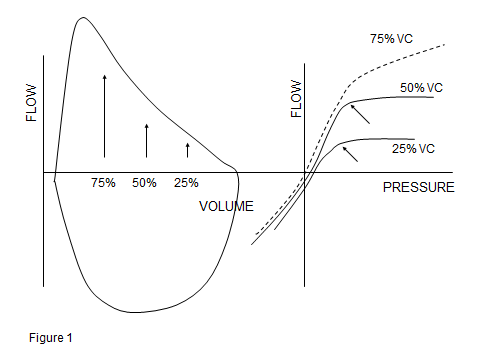 FLOW
75%
50%
25%
VOLUME
FLOW
75% VC
50% VC
25% VC
PRESSURE
Figure 1